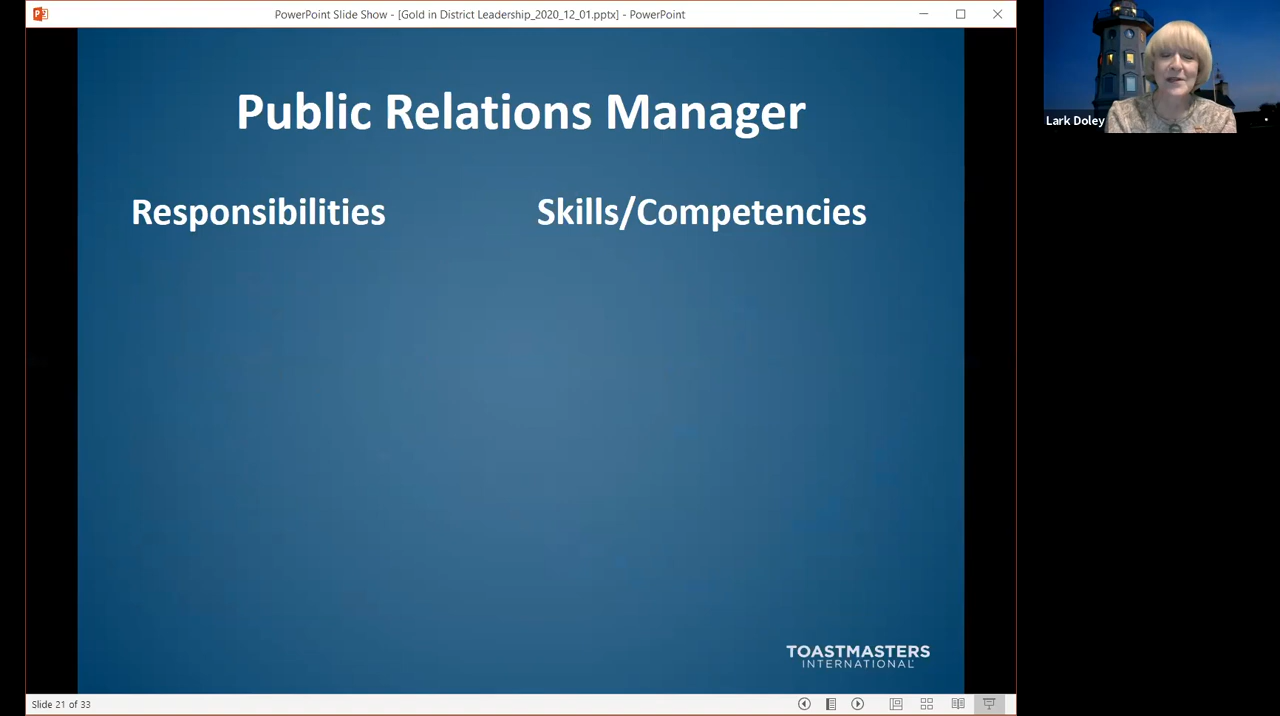 PowerPoint Slide Show - [Gold in District Leadership_2020_12_01.pptx] - PowerPoint
Lark Doley
Public Relations Manager
Responsibilities
Skills/Competencies
TOASTMASTERS
INTERNATIONAL
Slide 21 of 33